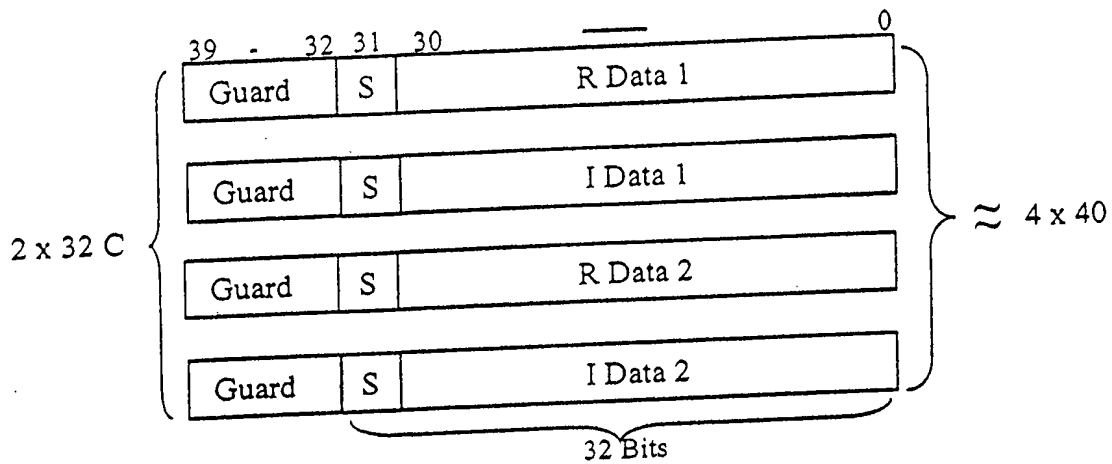 39 - 32 31 30 0
Guard S R Data 1
Guard S I Data 1
2 x 32 C
≈ 4 x 40
Guard S R Data 2
Guard S I Data 2
32 Bits